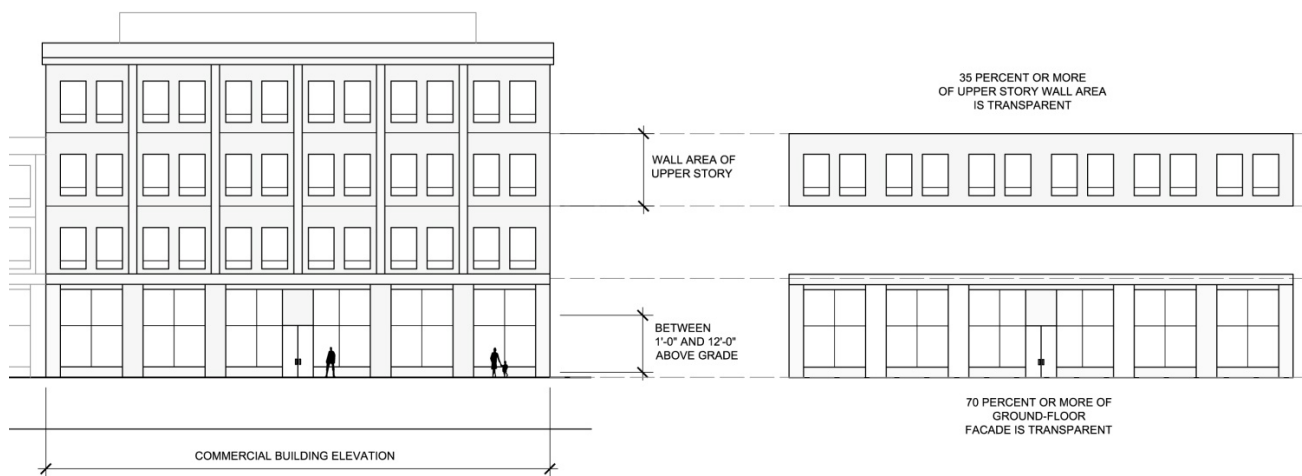 35 PERCENT OR MORE
OF UPPER STORY WALL AREA
IS TRANSPARENT
WALL AREA OF
UPPER STORY
BETWEEN
1'-0" AND 12'-0"
ABOVE GRADE
70 PERCENT OR MORE OF
GROUND-FLOOR
FACADE IS TRANSPARENT
COMMERCIAL BUILDING ELEVATION